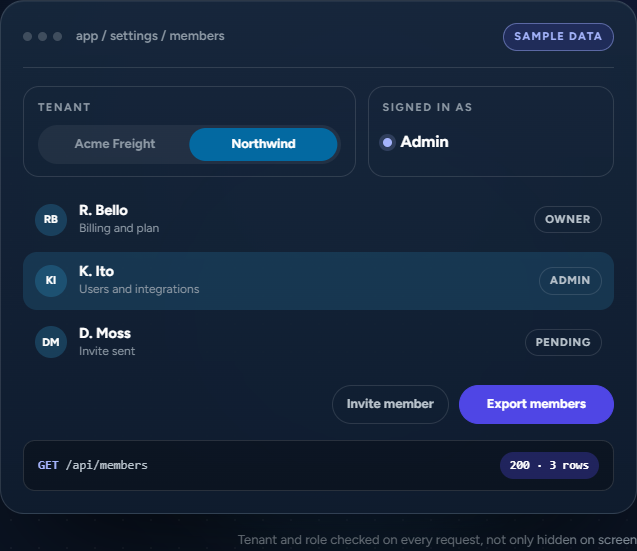 app / settings / members
SAMPLE DATA
TENANT
Acme Freight
Northwind
SIGNED IN AS
Admin
RB
R. Bello
Billing and plan
OWNER
KI
K. Ito
Users and integrations
ADMIN
DM
D. Moss
Invite sent
PENDING
Invite member
Export members
GET /api/members
200 · 3 rows
Tenant and role checked on every request, not only hidden on screen